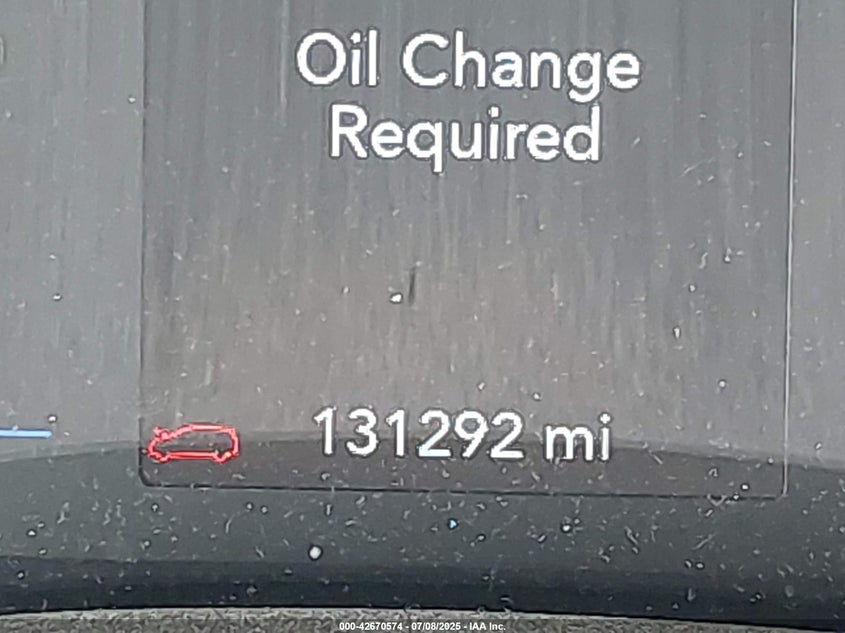 Oil Change
Required
131292 mi
000-42670574 - 07/08/2025 - IAA Inc.